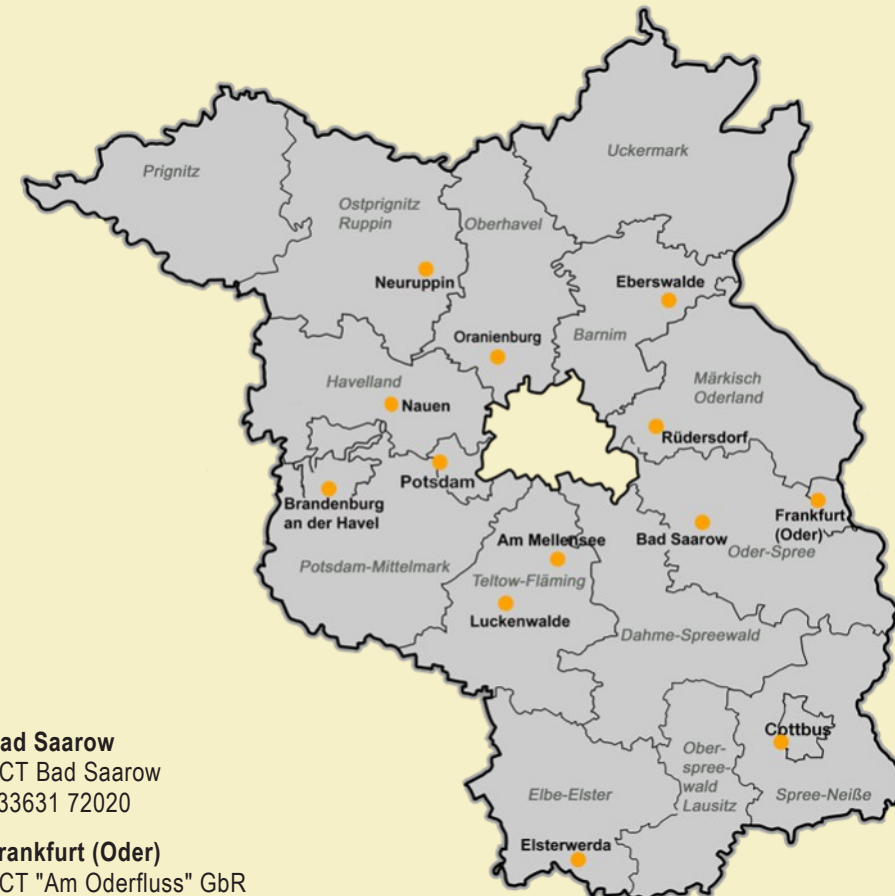 Uckermark
Prignitz
Ostprignitz
Ruppin
Oberhavel
Neuruppin
Eberswalde
Oranienburg
Barnim
Havelland
Märkisch
Oderland
Nauen
Rüdersdorf
Potsdam
Brandenburg
an der Havel
Frankfurt
(Oder)
Am Mellensee
Bad Saarow
Oder-Spree
Potsdam-Mittelmark
Teltow-Fläming
Luckenwalde
Dahme-Spreewald
Cottbus
Ober-
spree-
wald
Lausitz
Elbe-Elster
Spree-Neiße
Elsterwerda
ad Saarow
CT Bad Saarow
33631 72020
rankfurt (Oder)
CT "Am Oderfluss" GbR